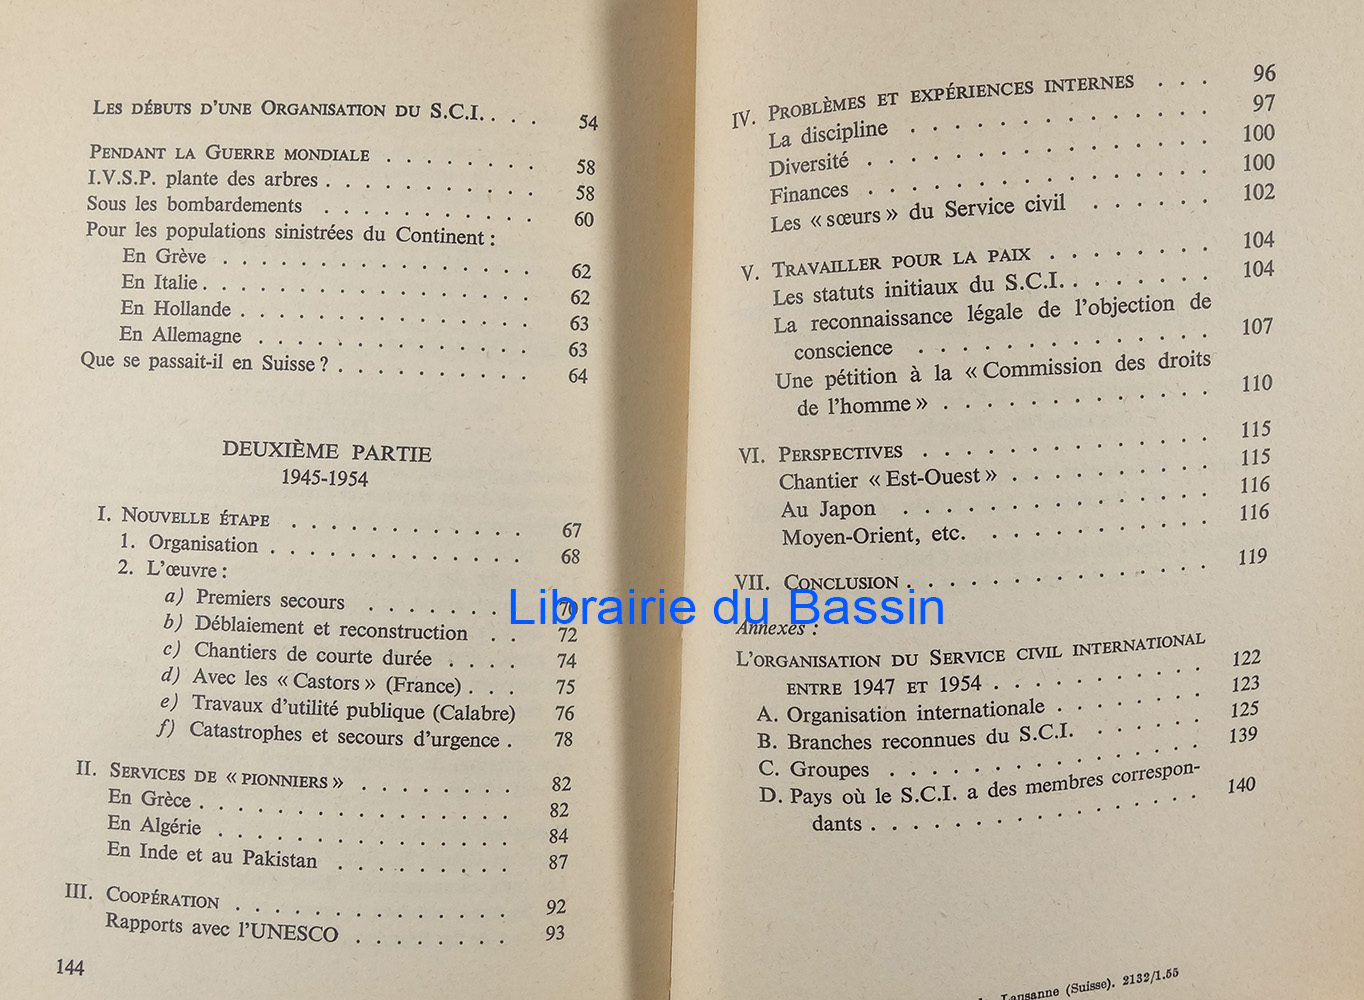 LES DÉBUTS D'UNE ORGANISATION DU S.C.I. . . . 54
PENDANT LA GUERRE MONDIALE . . . . . . . . 58
I.V.S.P. plante des arbres . . . . . . . . . . . 58
Sous les bombardements . . . . . . . . . . . 60
Pour les populations sinistrées du Continent :
En Grève . . . . . . . . . . . . . . 62
En Italie . . . . . . . . . . . . . . 62
En Hollande . . . . . . . . . . . . . 63
En Allemagne . . . . . . . . . . . . 63
Que se passait-il en Suisse ? . . . . . . . . . . 64
DEUXIÈME PARTIE
1945-1954
I. NOUVELLE ÉTAPE . . . . . . . . . . . . 67
1. Organisation . . . . . . . . . . . . . 68
2. L'œuvre :
a) Premiers secours . . . . . . 70
b) Déblaiement et reconstruction . . 72
c) Chantiers de courte durée . . . . 74
d) Avec les « Castors » (France) . . . 75
e) Travaux d'utilité publique (Calabre) 76
f) Catastrophes et secours d'urgence . 78
II. SERVICES DE « PIONNIERS » . . . . . . . . 82
En Grèce . . . . . . . . . . . . . . . 82
En Algérie . . . . . . . . . . . . . . 84
En Inde et au Pakistan . . . . . . . . 87
III. COOPÉRATION . . . . . . . . . . . . . 92
Rapports avec l'UNESCO . . . . . . . . 93
144
IV. PROBLÈMES ET EXPÉRIENCES INTERNES . . . 96
La discipline . . . . . . . . . . . . . 97
Diversité . . . . . . . . . . . . . . . 100
Finances . . . . . . . . . . . . . . . 100
Les « sœurs » du Service civil . . . . . . 102
V. TRAVAILLER POUR LA PAIX . . . . . . . . 104
Les statuts initiaux du S.C.I. . . . . . . . 104
La reconnaissance légale de l'objection de
conscience . . . . . . . . . . . . . 107
Une pétition à la « Commission des droits
de l'homme » . . . . . . . . . . . . 110
VI. PERSPECTIVES . . . . . . . . . . . . . 115
Chantier « Est-Ouest » . . . . . . . . . . 115
Au Japon . . . . . . . . . . . . . . 116
Moyen-Orient, etc. . . . . . . . . . . 116
VII. CONCLUSION . . . . . . . . . . . . . . 119
Librairie du Bassin
Annexes :
L'ORGANISATION DU SERVICE CIVIL INTERNATIONAL
ENTRE 1947 ET 1954 . . . . . . . . . . . 122
A. Organisation internationale . . . . . . . . 123
B. Branches reconnues du S.C.I. . . . . . . 125
C. Groupes . . . . . . . . . . . . . . 139
D. Pays où le S.C.I. a des membres correspon-
dants . . . . . . . . . . . . . . . 140
Lausanne (Suisse). 2132/1.55